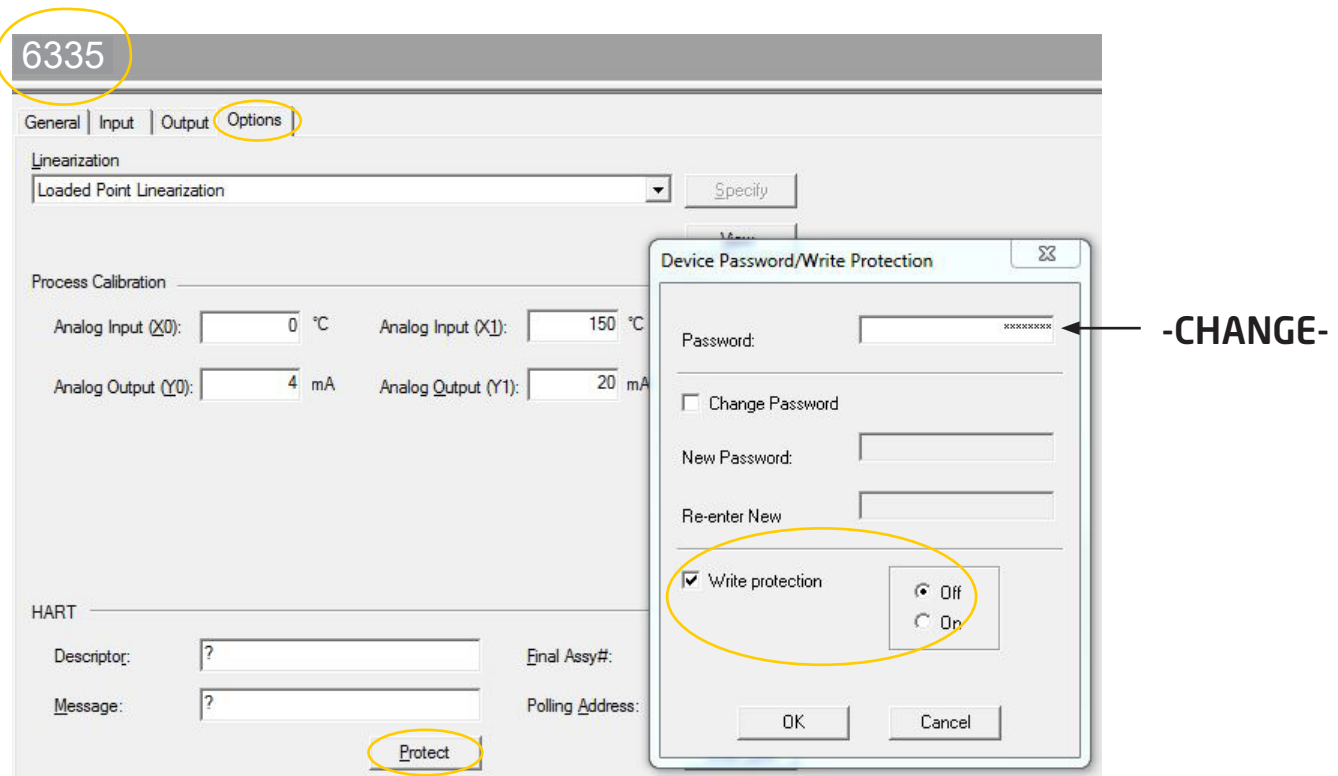 6335
General Input Output Options
Linearization
Loaded Point Linearization Specify
View
Device Password/Write Protection
Process Calibration
Analog Input (X0): 0 °C Analog Input (X1): 150 °C
Password: ******** -CHANGE-
Analog Output (Y0): 4 mA Analog Output (Y1): 20 mA
Change Password
New Password:
Re-enter New
Write protection Off
On
HART
Descriptor: ? Final Assy#:
Message: ? Polling Address:
OK Cancel
Protect